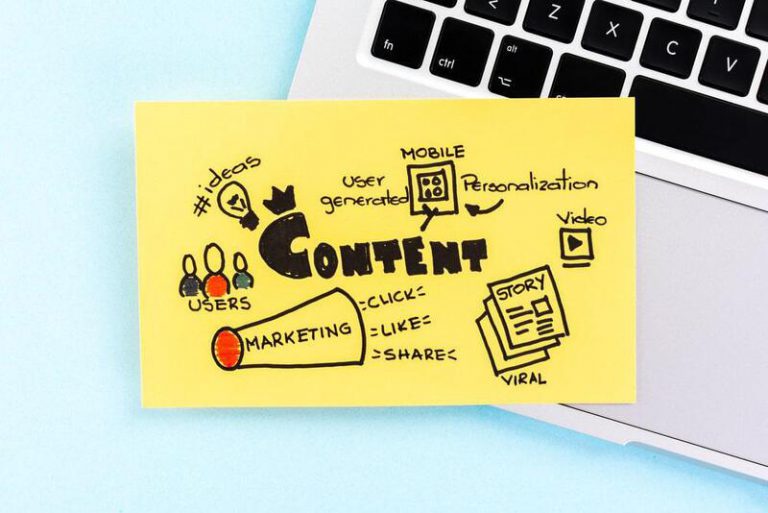 fn
ctrl
alt
Z
X
C
V
#ideas
MOBILE
user
generated
Personalization
Video
CONTENT
USERS
MARKETING
CLICK
LIKE
SHARE
STORY
VIRAL